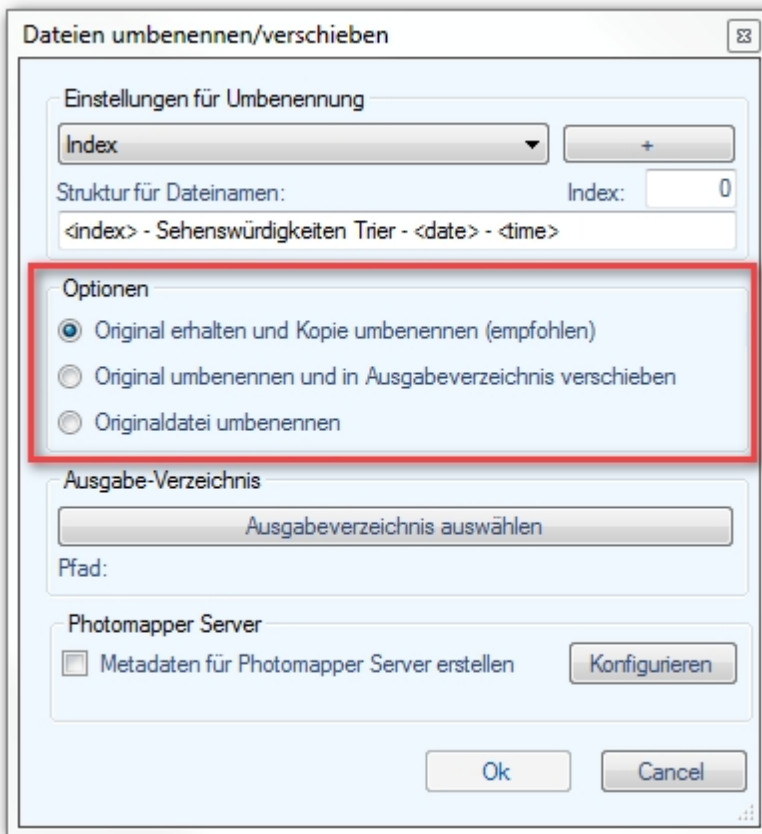 Dateien umbenennen/verschieben
Einstellungen für Umbenennung
Index
+
Struktur für Dateinamen:
Index:
0
<index> - Sehenswürdigkeiten Trier - <date> - <time>
Optionen
Original erhalten und Kopie umbenennen (empfohlen)
Original umbenennen und in Ausgabeverzeichnis verschieben
Originaldatei umbenennen
Ausgabe-Verzeichnis
Ausgabeverzeichnis auswählen
Pfad:
Photomapper Server
Metadaten für Photomapper Server erstellen
Konfigurieren
Ok
Cancel